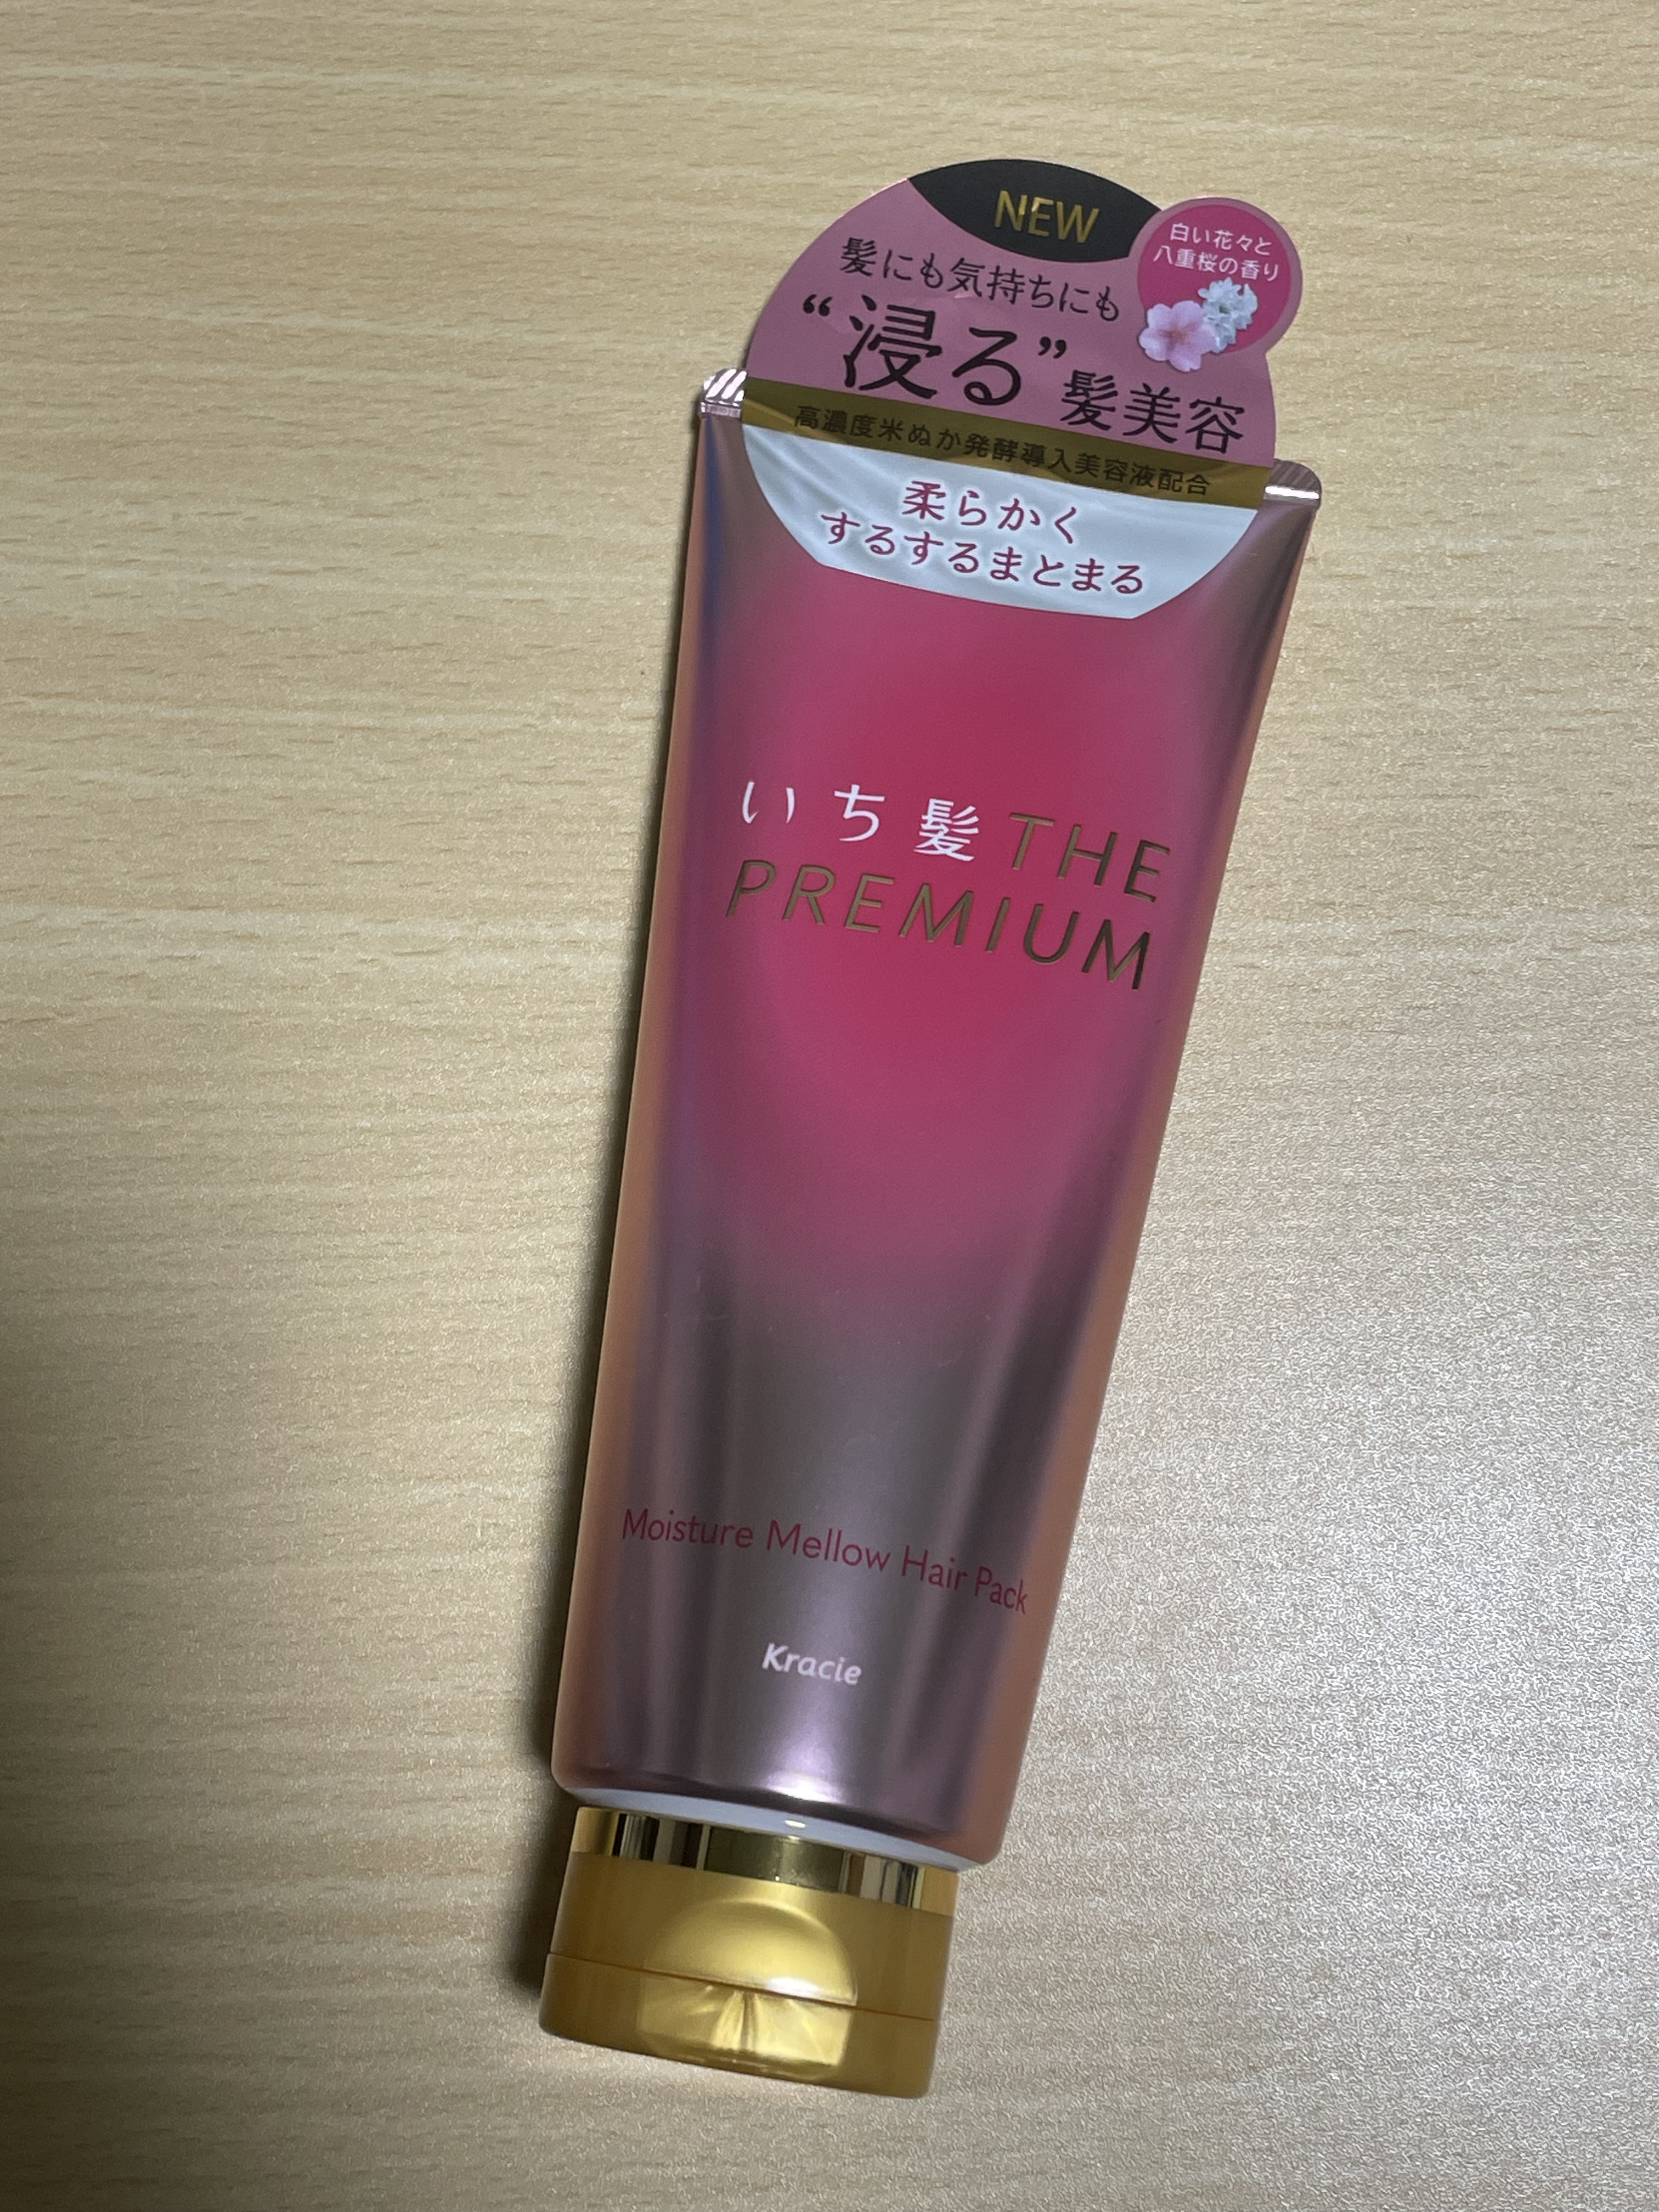 NEW
白い花々と
八重桜の香り
髪にも気持ちにも
“浸る”髪美容
高濃度米ぬか発酵導入美容液配合
柔らかく
するするまとまる
いち髪 THE
PREMIUM
Moisture Mellow Hair Pack
Kracie